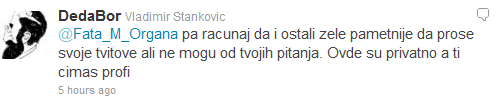 DedaBor Vladimir Stankovic
@Fata_M_Organa pa racunaj da i ostali zele pametnije da prose
svoje tvitove ali ne mogu od tvojih pitanja. Ovde su privatno a ti
cimas profi
5 hours ago